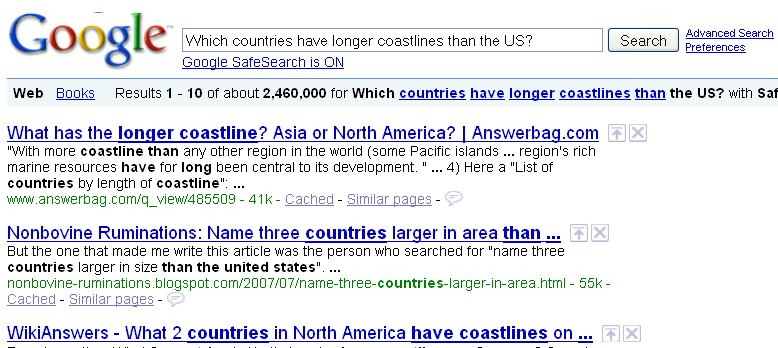 Google™
Which countries have longer coastlines than the US? Search Advanced Search
Preferences
Google SafeSearch is ON
Web Books Results 1 - 10 of about 2,460,000 for Which countries have longer coastlines than the US? with Saf
What has the longer coastline? Asia or North America? | Answerbag.com
"With more coastline than any other region in the world (some Pacific islands ... region's rich
marine resources have for long been central to its development. " ... 4) Here a "List of
countries by length of coastline": ...
www.answerbag.com/q_view/485509 - 41k - Cached - Similar pages -
Nonbovine Ruminations: Name three countries larger in area than ...
But the one that made me write this article was the person who searched for "name three
countries larger in size than the united states". ...
nonbovine-ruminations.blogspot.com/2007/07/name-three-countries-larger-in-area.html - 55k -
Cached - Similar pages -
WikiAnswers - What 2 countries in North America have coastlines on ...